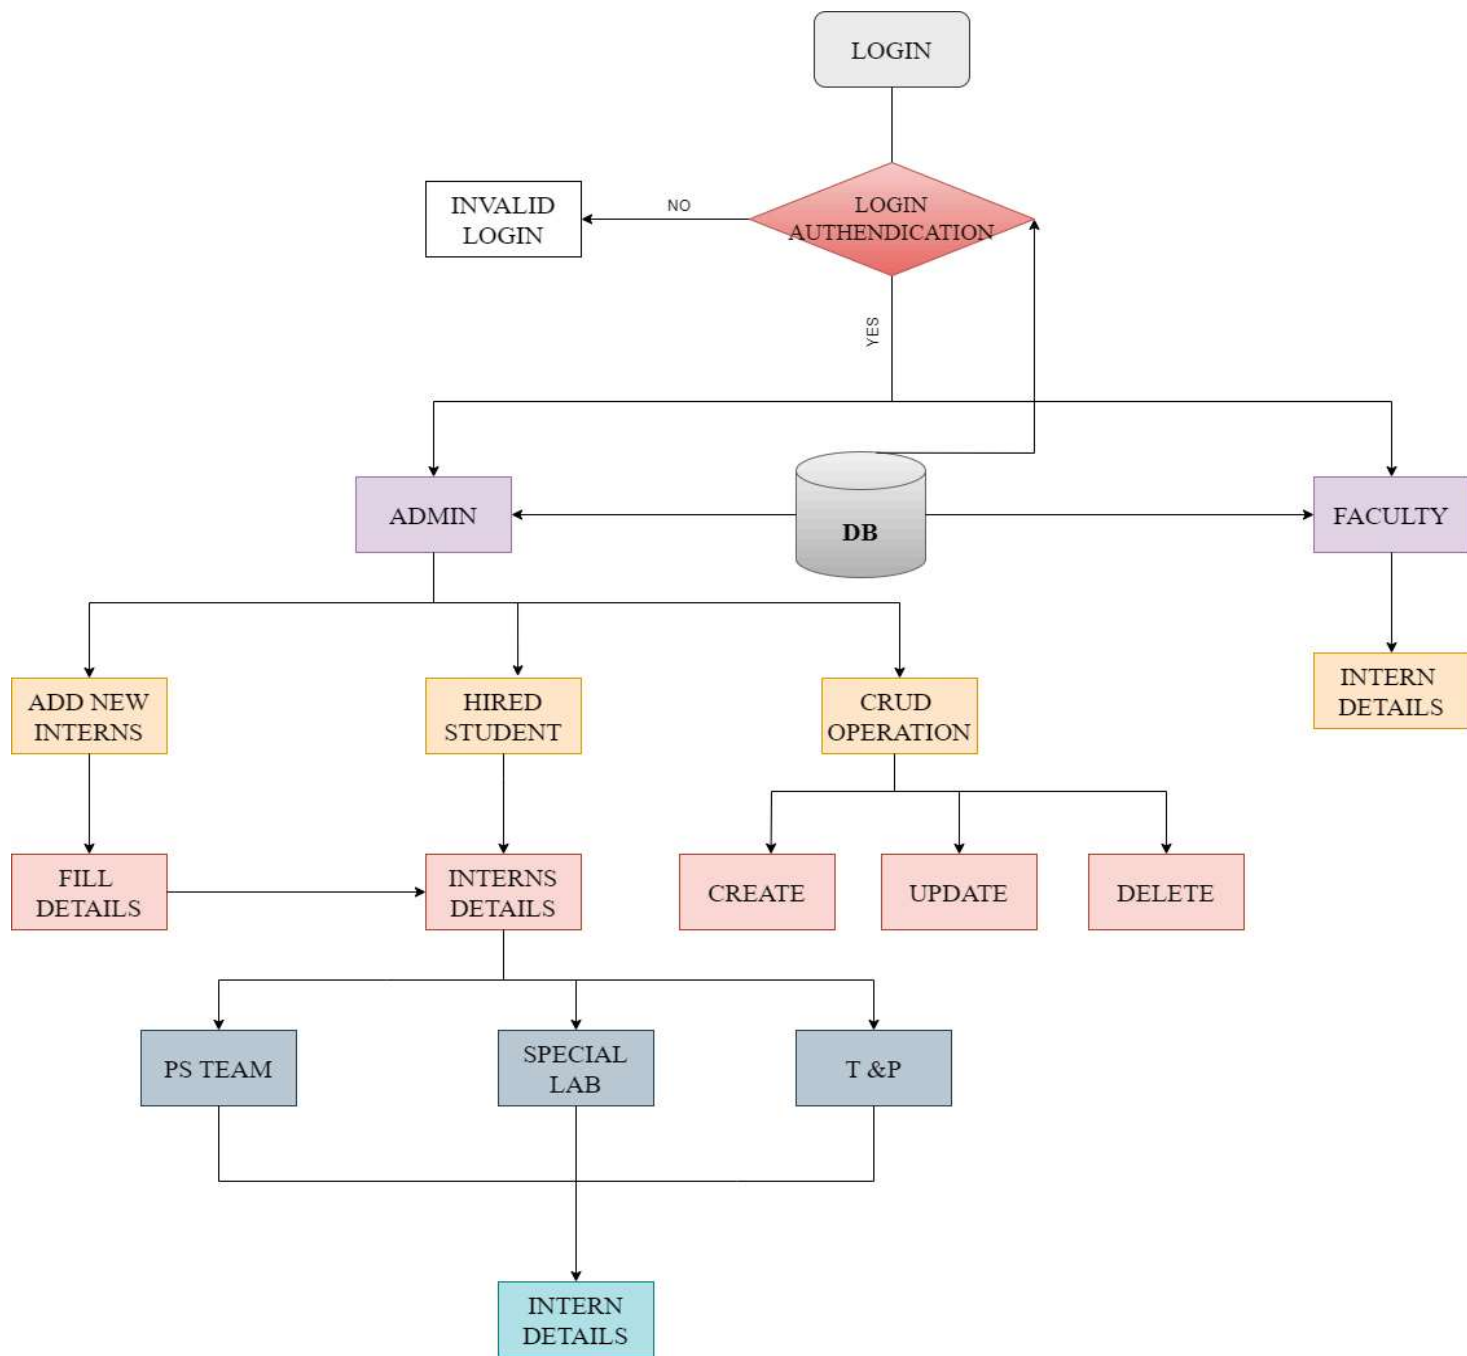 LOGIN
LOGIN
AUTHENDICATION
INVALID
LOGIN
NO
YES
ADMIN
DB
FACULTY
ADD NEW
INTERNS
HIRED
STUDENT
CRUD
OPERATION
INTERN
DETAILS
FILL
DETAILS
INTERNS
DETAILS
CREATE
UPDATE
DELETE
PS TEAM
SPECIAL
LAB
T &P
INTERN
DETAILS